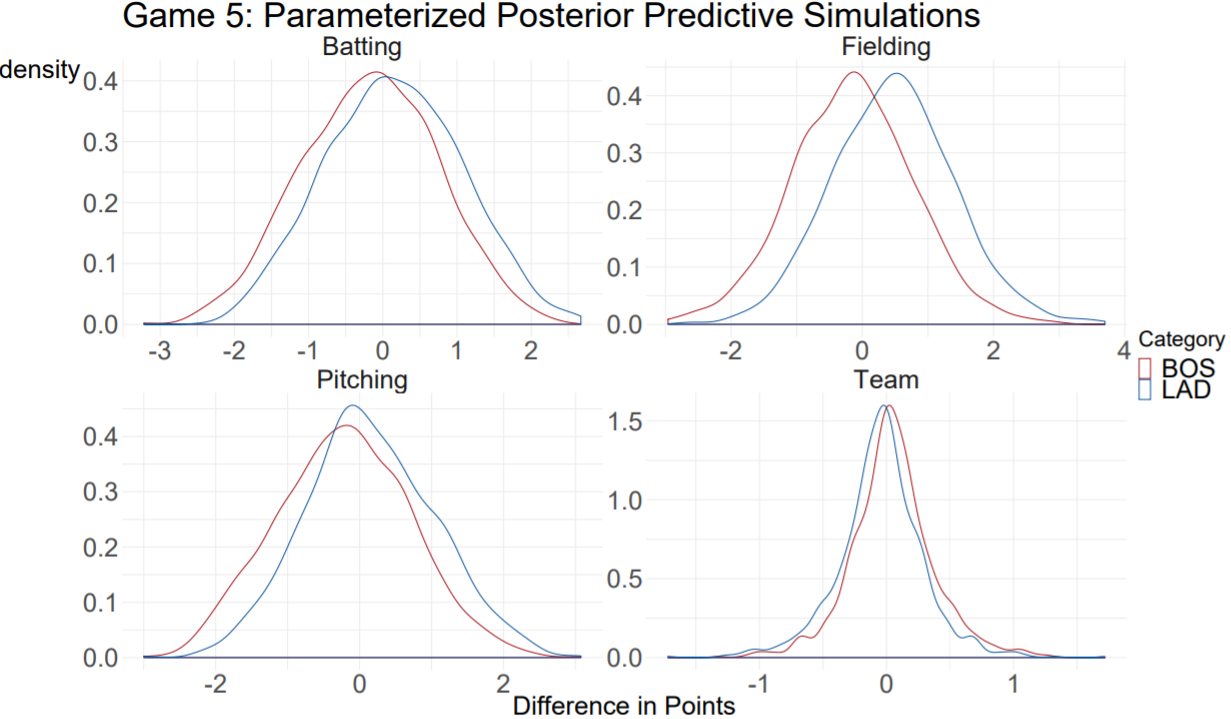 Game 5: Parameterized Posterior Predictive Simulations
density
Batting
0.4
0.3
0.2
0.1
0.0
-3 -2 -1 0 1 2
Fielding
0.4
0.3
0.2
0.1
0.0
-2 0 2 4
Pitching
0.4
0.3
0.2
0.1
0.0
-2 0 2
Team
1.5
1.0
0.5
0.0
-1 0 1
Difference in Points
Category
BOS
LAD